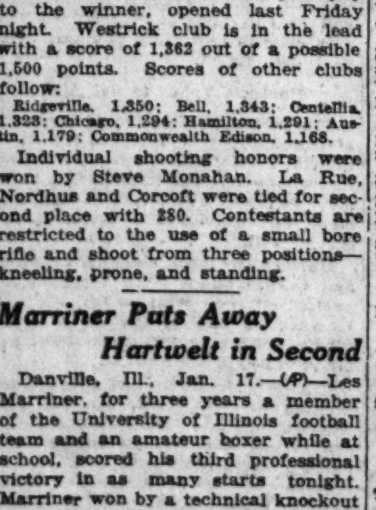 to the winner, opened last Friday
night. Westrick club is in the lead
with a score of 1,362 out of a possible
1,500 points. Scores of other clubs
follow:
Ridgeville, 1,350; Bell, 1,343; Centellia,
1,323; Chicago, 1,294; Hamilton, 1,291; Aus-
tin, 1,179; Commonwealth Edison, 1,168.
Individual shooting honors were
won by Steve Monahan. La Rue,
Nordhus and Corcoft were tied for sec-
ond place with 280. Contestants are
restricted to the use of a small bore
rifle and shoot from three positions—
kneeling, prone, and standing.
Marriner Puts Away
Hartwelt in Second
Danville, Ill., Jan. 17.—(AP)—Les
Marriner, for three years a member
of the University of Illinois football
team and an amateur boxer while at
school, scored his third professional
victory in as many starts tonight.
Marriner won by a technical knockout